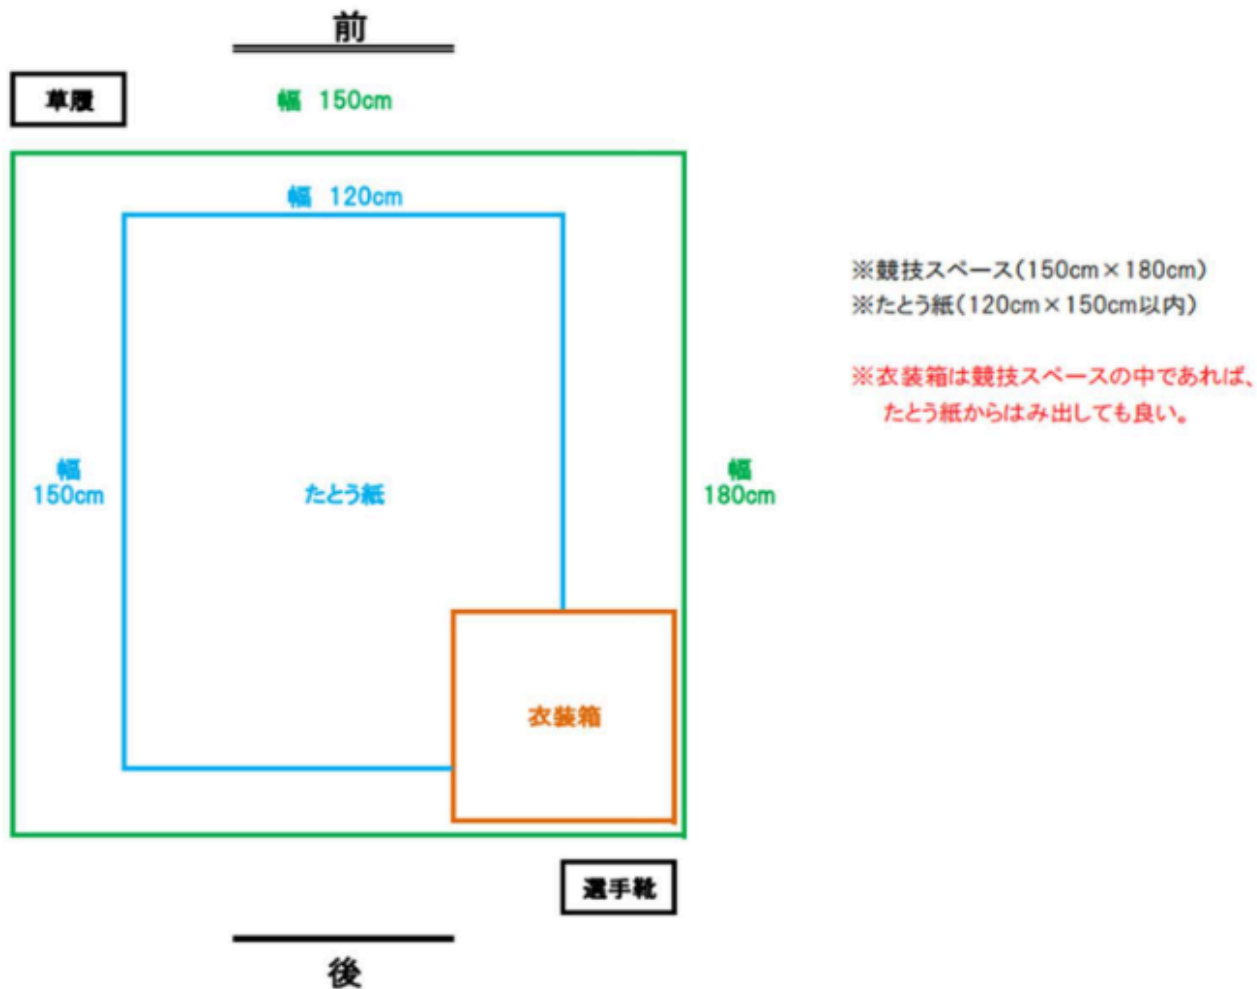 前
草履
幅 150cm
幅 120cm
※競技スペース(150cm×180cm)
※たとう紙(120cm×150cm以内)
※衣装箱は競技スペースの中であれば、
たとう紙からはみ出しても良い。
幅
150cm
たとう紙
幅
180cm
衣装箱
選手靴
後